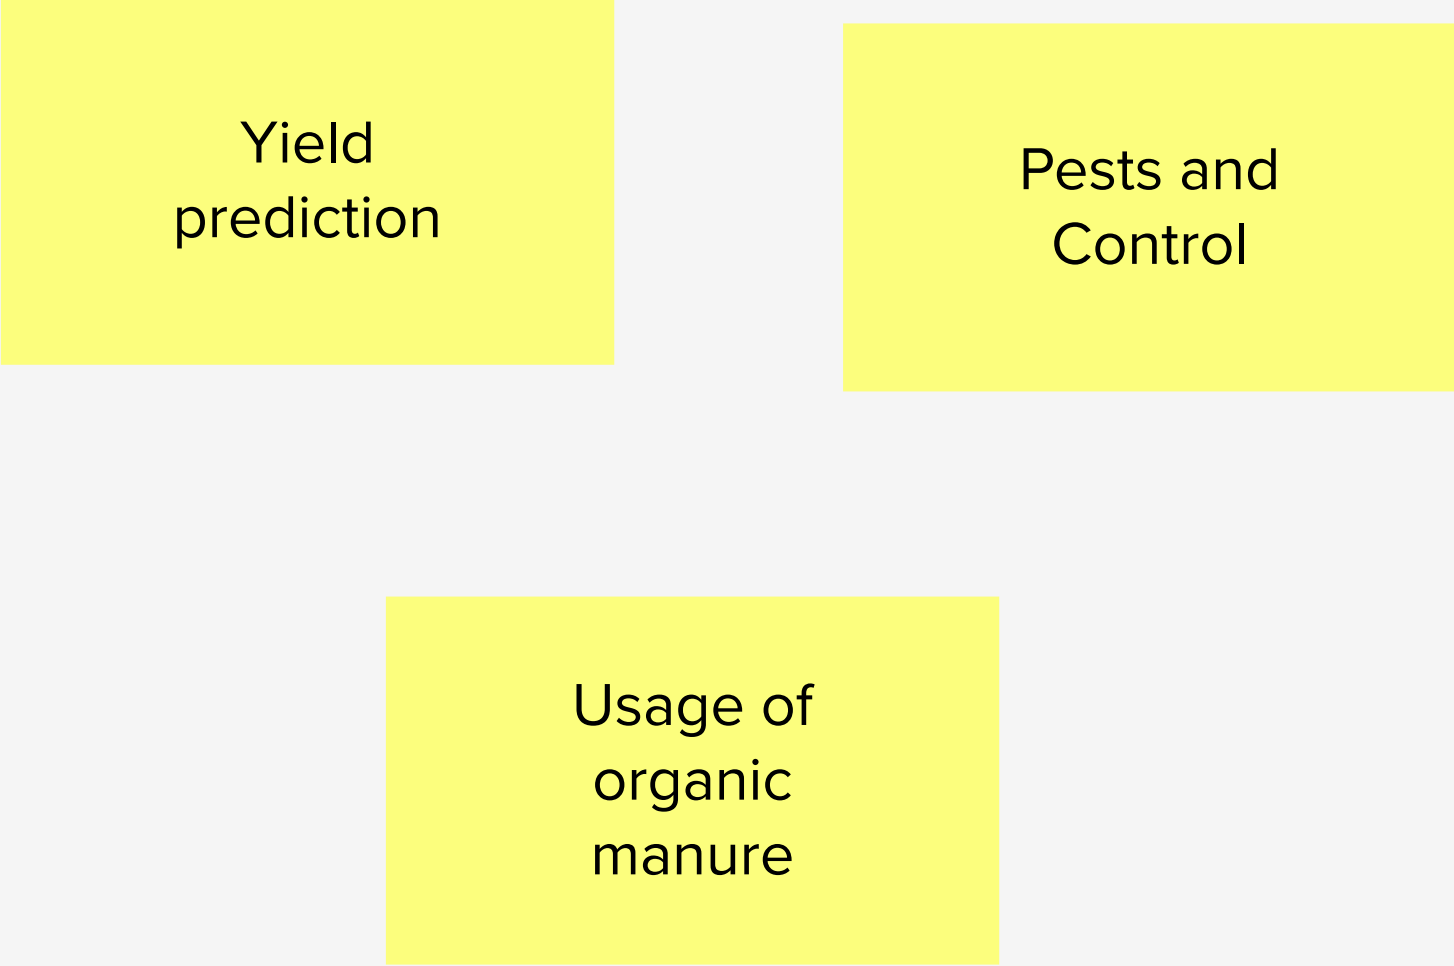 Yield
prediction
Pests and
Control
Usage of
organic
manure